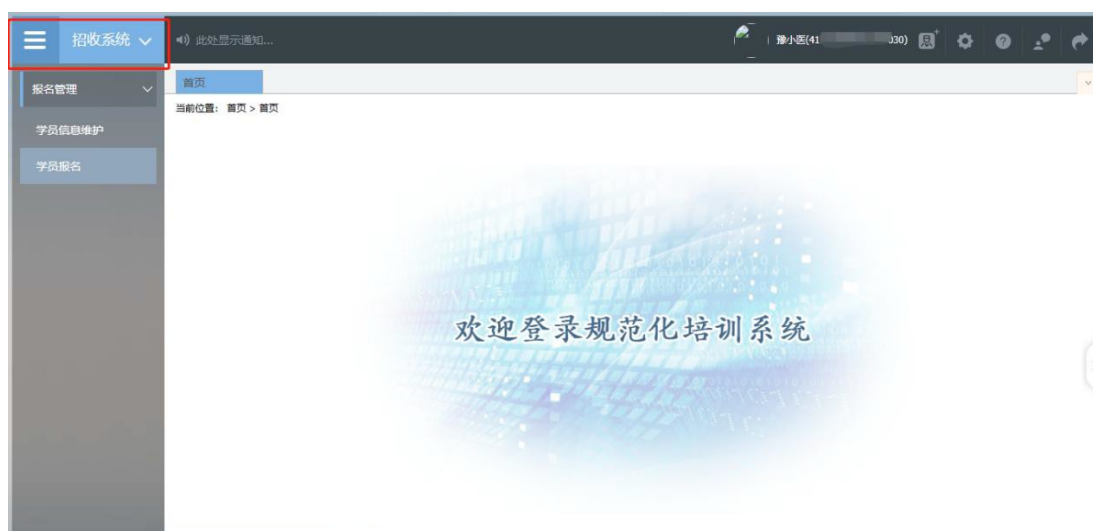 招收系统
此处显示通知...
豫小医(41 030)
报名管理
首页
当前位置： 首页 > 首页
学员信息维护
学员报名
欢迎登录规范化培训系统